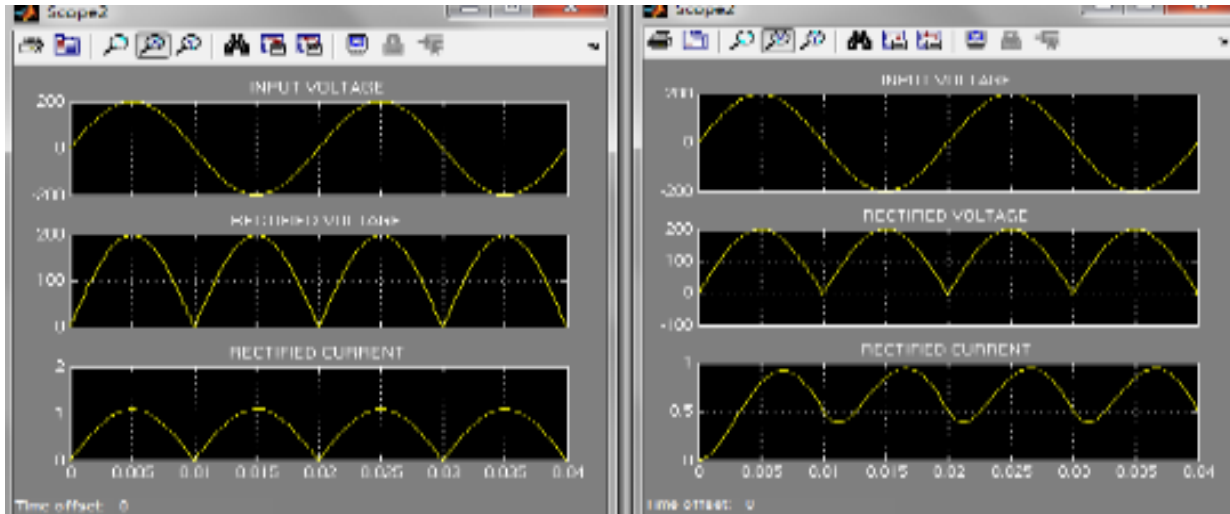 Scope2
INPUT VOLTAGE
200
0
-200
RECTIFIED VOLTAGE
200
100
0
RECTIFIED CURRENT
2
1
0
0 0.005 0.01 0.015 0.02 0.025 0.03 0.035 0.04
Time offset: 0
Scope2
INPUT VOLTAGE
200
0
-200
RECTIFIED VOLTAGE
200
100
0
-100
RECTIFIED CURRENT
1
0.5
0
0 0.005 0.01 0.015 0.02 0.025 0.03 0.035 0.04
Time offset: 0